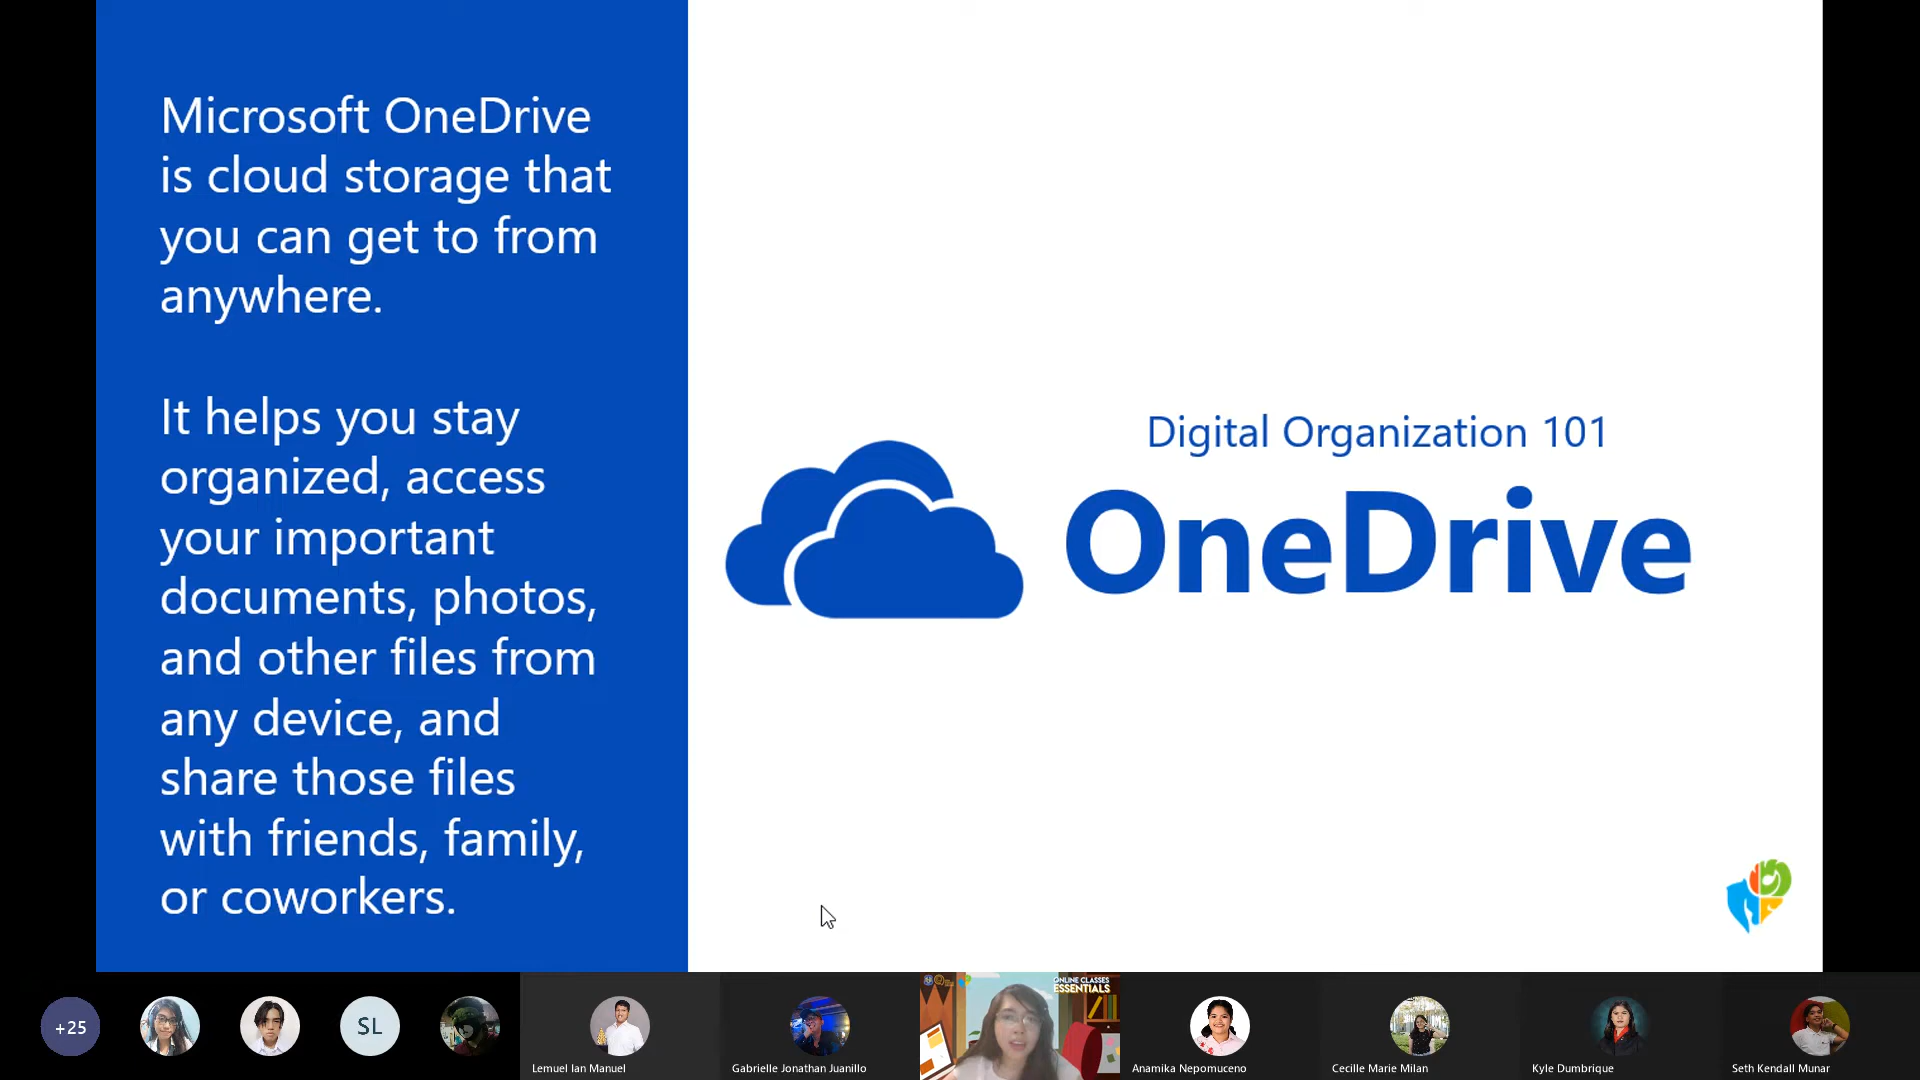 Microsoft OneDrive
is cloud storage that
you can get to from
anywhere.
It helps you stay
organized, access
your important
documents, photos,
and other files from
any device, and
share those files
with friends, family,
or coworkers.
Digital Organization 101
OneDrive
+25
SL
Lemuel Ian Manuel
Gabrielle Jonathan Juanillo
ONLINE CLASSES
ESSENTIALS
Anamika Nepomuceno
Cecille Marie Milan
Kyle Dumbrique
Seth Kendall Munar